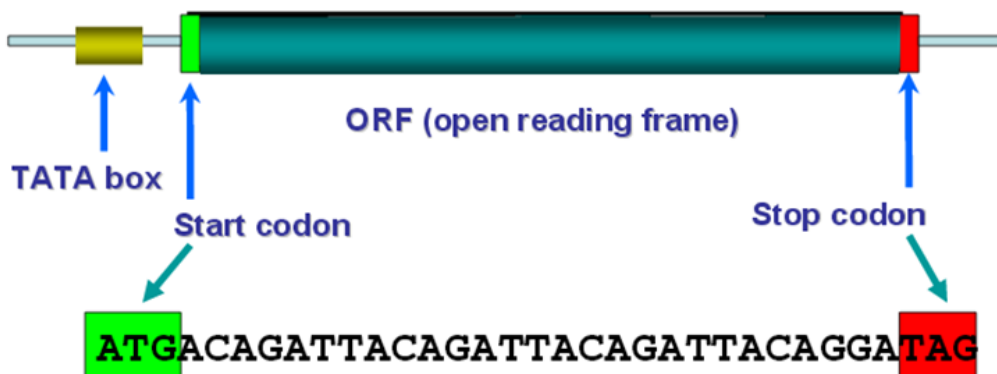 ORF (open reading frame)
TATA box
Start codon
Stop codon
ATGACAGATTACAGATTACAGATTACAGGATAG